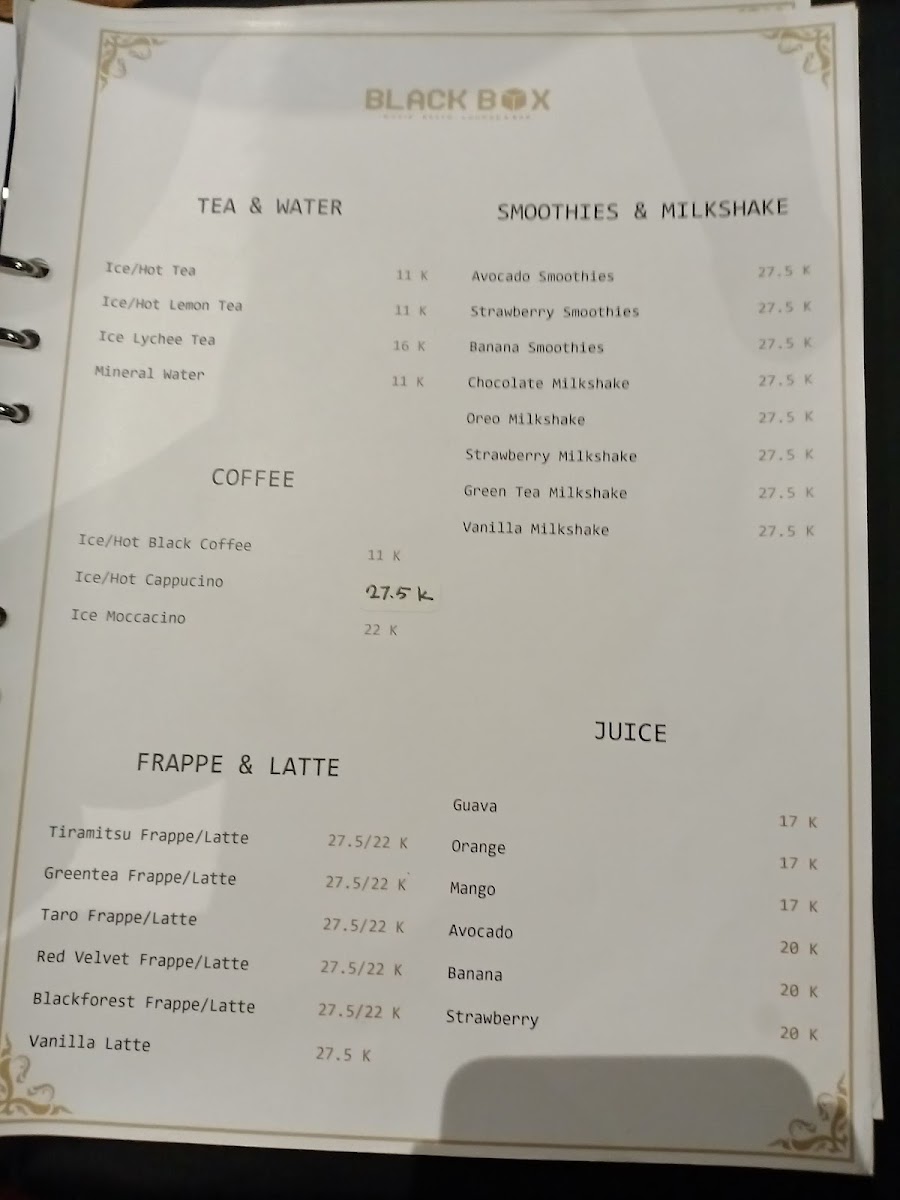 BLACK BOX
TEA & WATER
Ice/Hot Tea 11 K
Ice/Hot Lemon Tea 11 K
Ice Lychee Tea 16 K
Mineral Water 11 K
COFFEE
Ice/Hot Black Coffee 11 K
Ice/Hot Cappucino 27.5 K
Ice Moccacino 22 K
FRAPPE & LATTE
Tiramitsu Frappe/Latte 27.5/22 K
Greentea Frappe/Latte 27.5/22 K
Taro Frappe/Latte 27.5/22 K
Red Velvet Frappe/Latte 27.5/22 K
Blackforest Frappe/Latte 27.5/22 K
Vanilla Latte 27.5 K
SMOOTHIES & MILKSHAKE
Avocado Smoothies 27.5 K
Strawberry Smoothies 27.5 K
Banana Smoothies 27.5 K
Chocolate Milkshake 27.5 K
Oreo Milkshake 27.5 K
Strawberry Milkshake 27.5 K
Green Tea Milkshake 27.5 K
Vanilla Milkshake 27.5 K
JUICE
Guava 17 K
Orange 17 K
Mango 17 K
Avocado 20 K
Banana 20 K
Strawberry 20 K